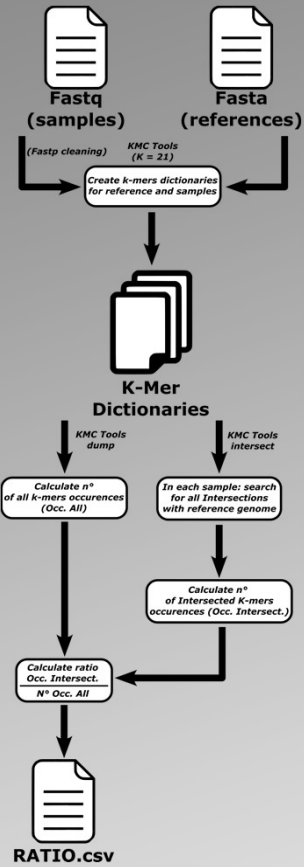 Fastq
(samples)
Fasta
(references)
(Fastp cleaning)
KMC Tools
(K = 21)
Create k-mers dictionaries
for reference and samples
K-Mer
Dictionaries
KMC Tools
dump
KMC Tools
intersect
Calculate n°
of all k-mers occurences
(Occ. All)
In each sample: search
for all Intersections
with reference genome
Calculate n°
of Intersected K-mers
occurences (Occ. Intersect.)
Calculate ratio
Occ. Intersect.
N° Occ. All
RATIO.csv